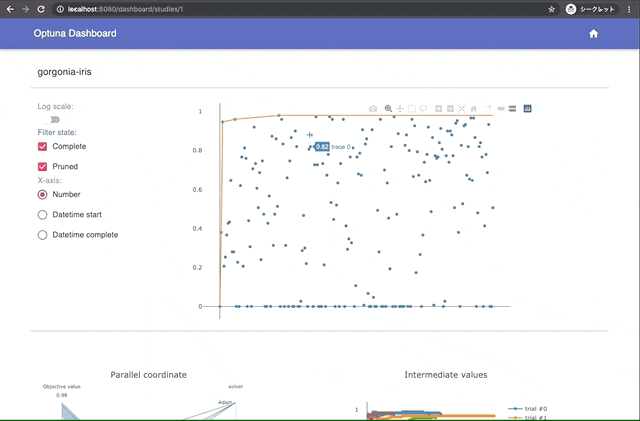 localhost:8080/dashboard/studies/1
シークレット
Optuna Dashboard
gorgonia-iris
Log scale:
Filter state:
Complete
Pruned
X-axis:
Number
Datetime start
Datetime complete
1
0.8
0.6
0.4
0.2
0
0.82 trace 0
Parallel coordinate
Intermediate values
Objective value
0.98
solver
Adam
1
trial #0
trial #1